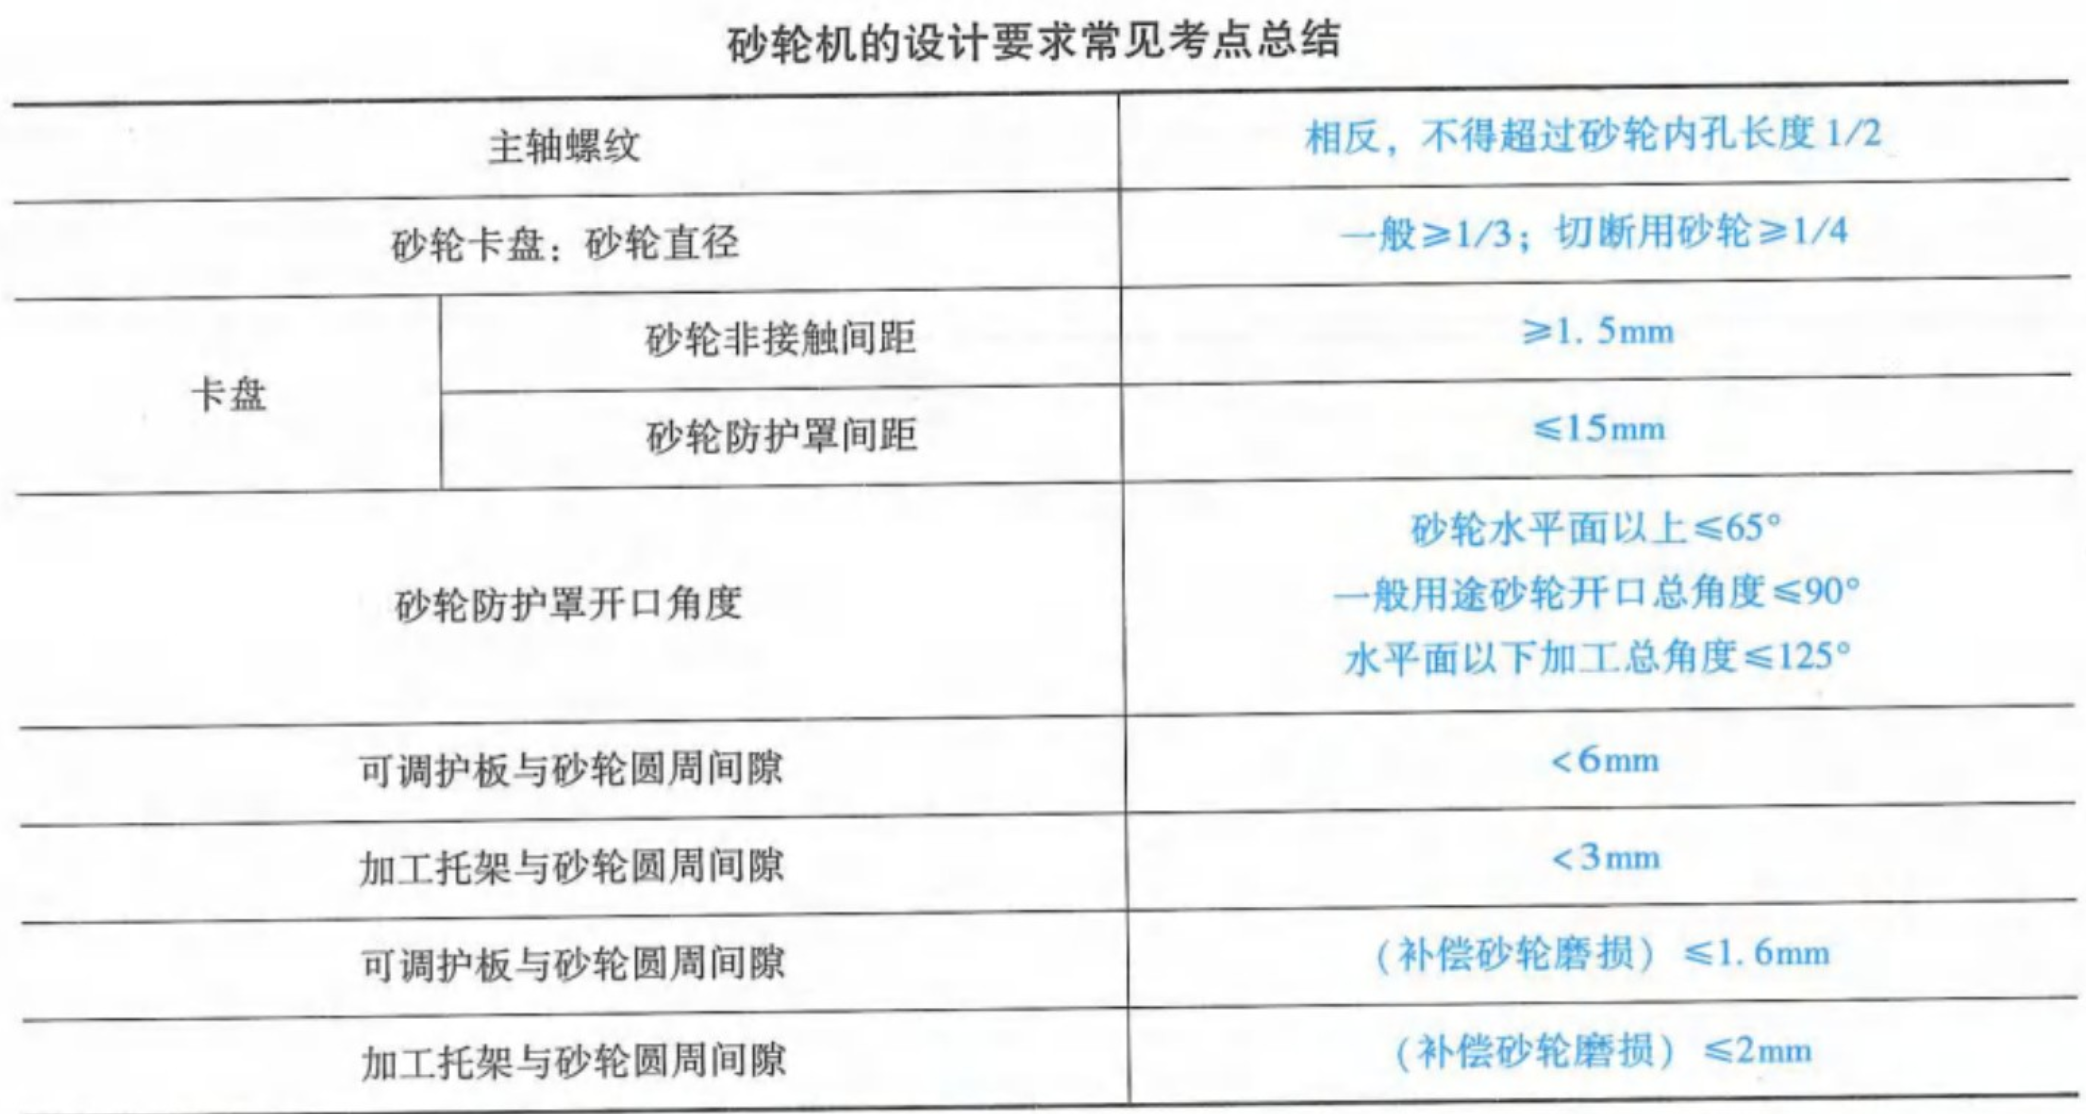 砂轮机的设计要求常见考点总结
主轴螺纹 相反，不得超过砂轮内孔长度1/2
砂轮卡盘：砂轮直径 一般≥1/3；切断用砂轮≥1/4
卡盘
砂轮非接触间距 ≥1.5mm
砂轮防护罩间距 ≤15mm
砂轮防护罩开口角度
砂轮水平面以上≤65°
一般用途砂轮开口总角度≤90°
水平面以下加工总角度≤125°
可调护板与砂轮圆周间隙 <6mm
加工托架与砂轮圆周间隙 <3mm
可调护板与砂轮圆周间隙 （补偿砂轮磨损）≤1.6mm
加工托架与砂轮圆周间隙 （补偿砂轮磨损）≤2mm